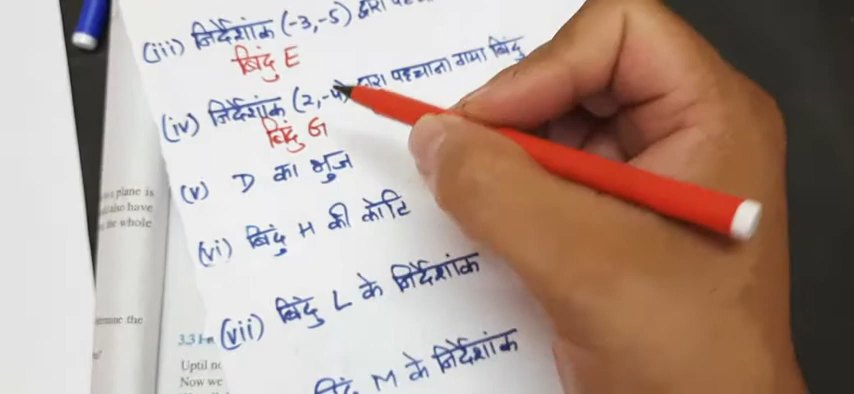 (iii) निर्देशांक (-3,-5) द्वारा
बिंदु E
(iv) निर्देशांक (2,-4) द्वारा पहचाना गया बिंदु
बिंदु G
(v) D का भुज
(vi) बिंदु H की कोटि
(vii) बिंदु L के निर्देशांक
बिंदु M के निर्देशांक
plane is
also have
the whole
the
3.3
Uptil
Now we